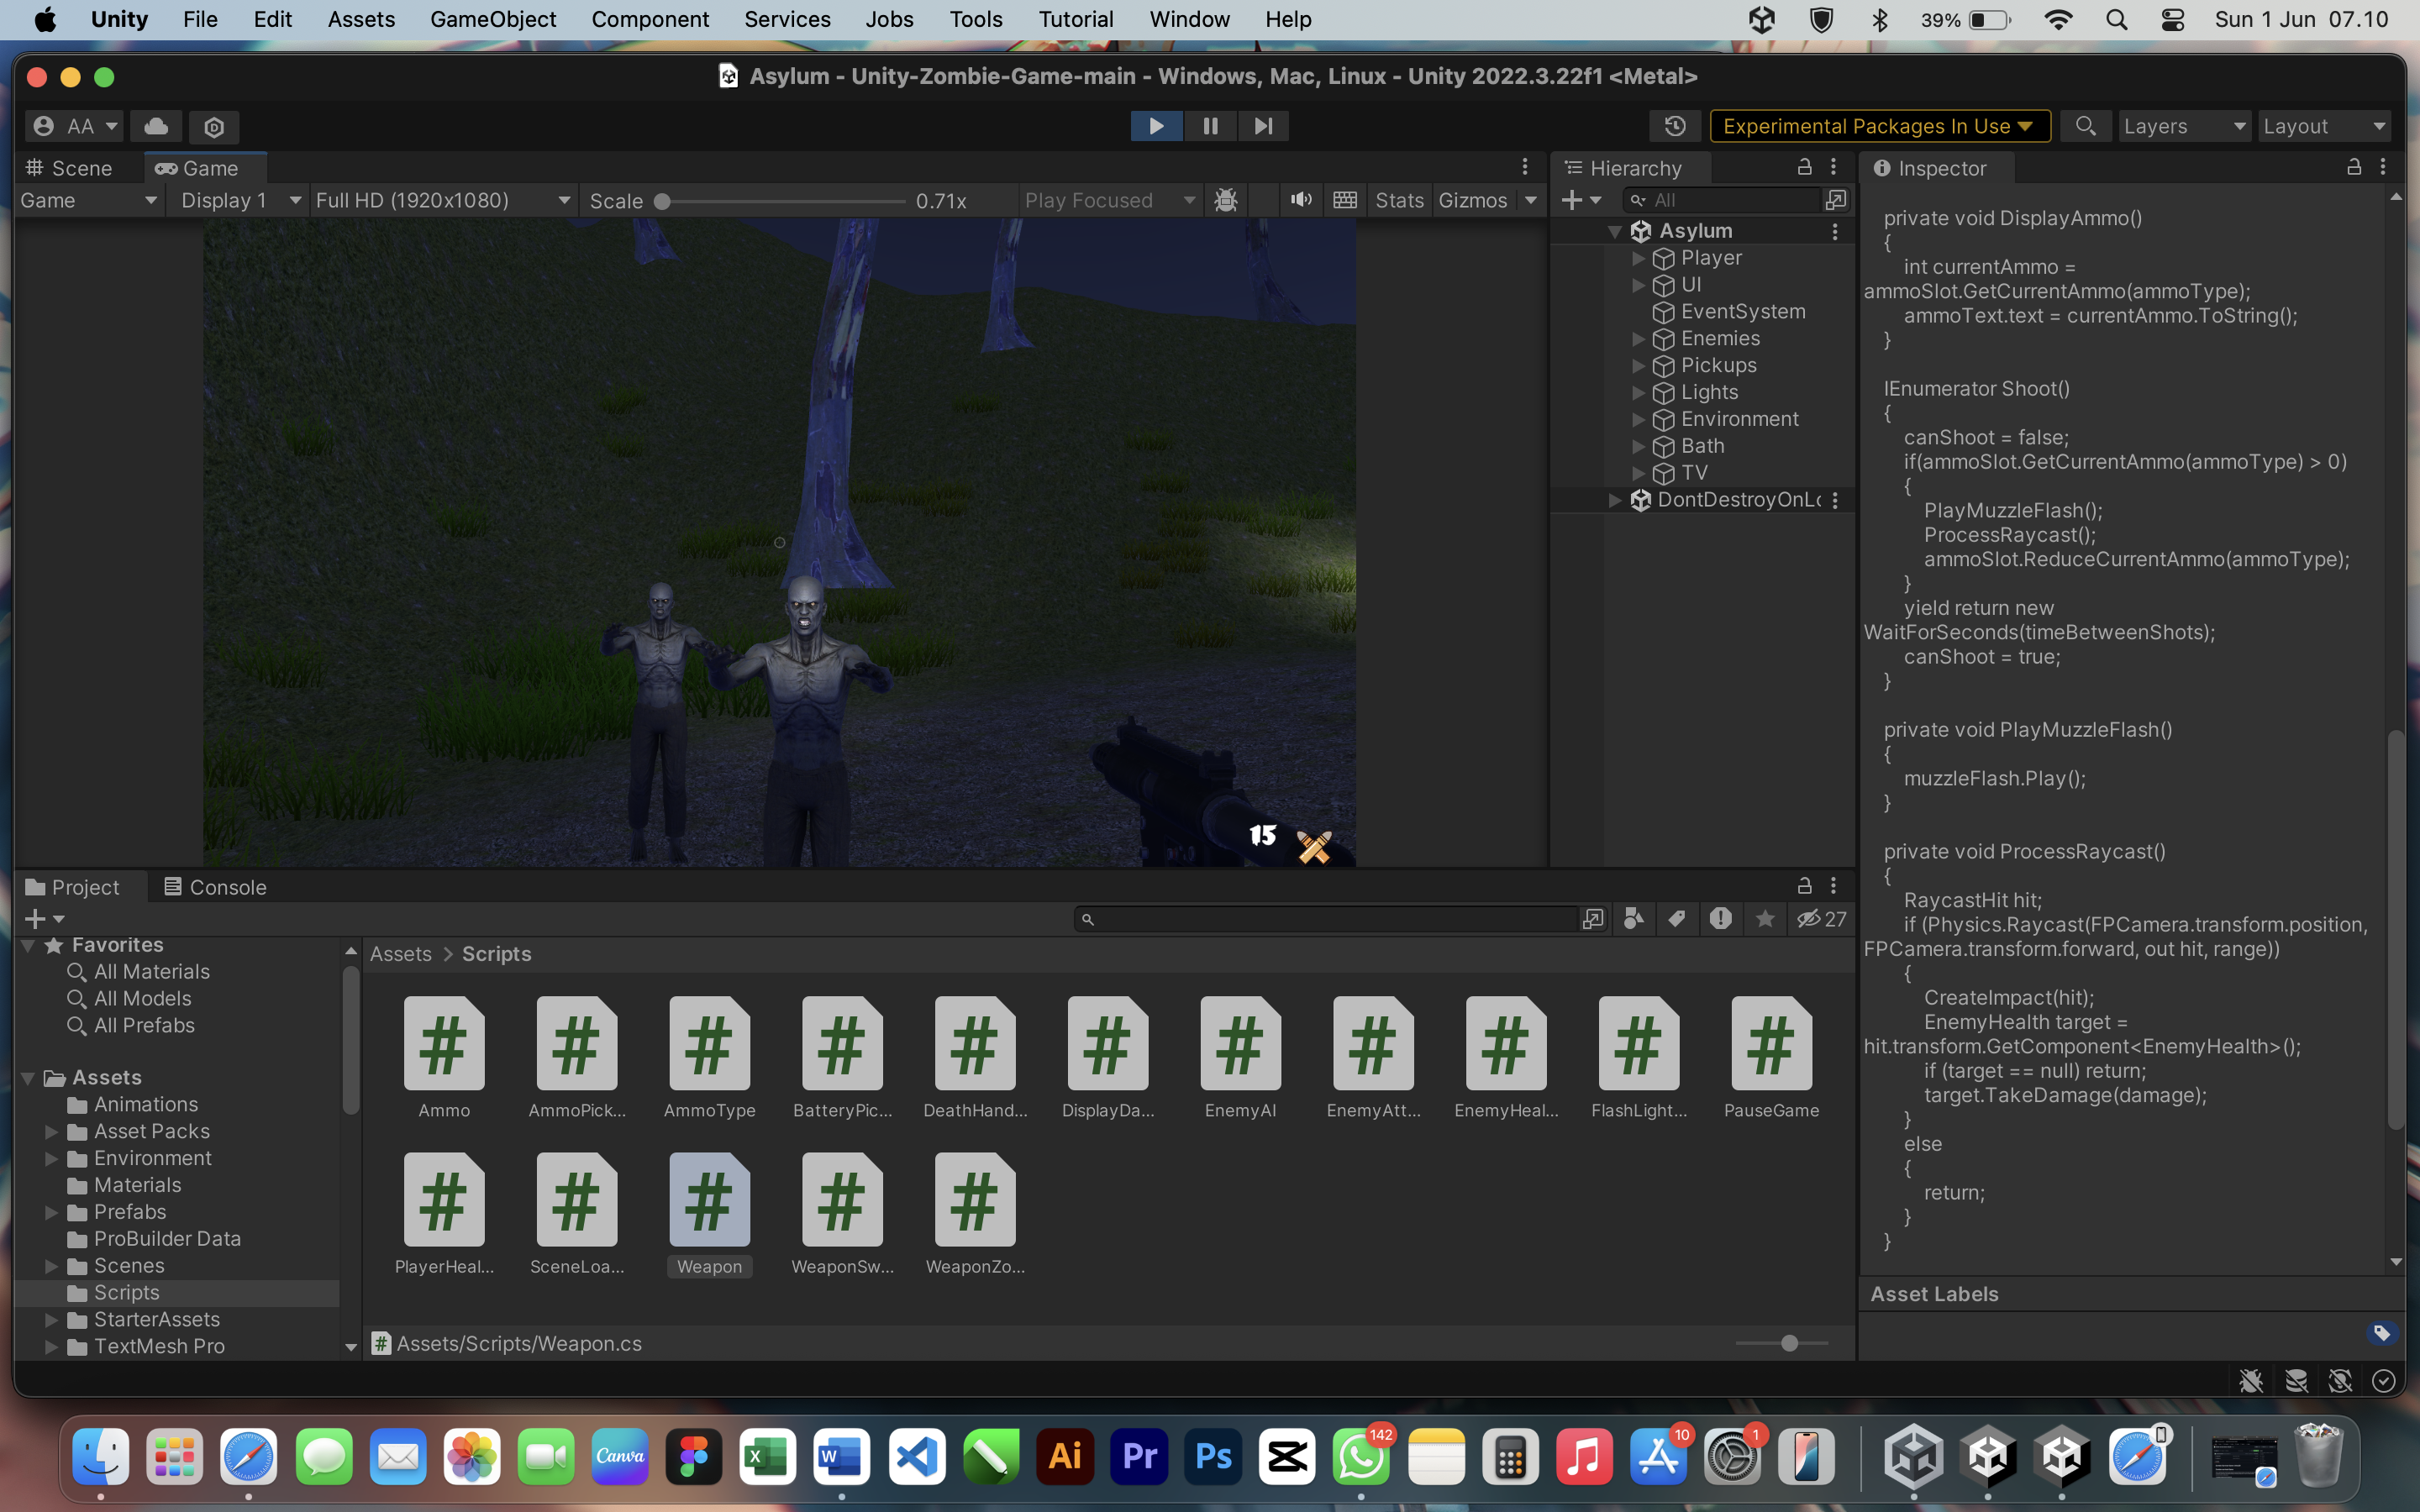 Unity File Edit Assets GameObject Component Services Jobs Tools Tutorial Window Help 39% Sun 1 Jun 07.10
Asylum - Unity-Zombie-Game-main - Windows, Mac, Linux - Unity 2022.3.22f1 <Metal>
AA Experimental Packages In Use Layers Layout
Scene Game
Game Display 1 Full HD (1920x1080) Scale 0.71x Play Focused Stats Gizmos
15
Hierarchy
All
Asylum
Player
UI
EventSystem
Enemies
Pickups
Lights
Environment
Bath
TV
DontDestroyOnLo
Inspector
private void DisplayAmmo()
{
int currentAmmo =
ammoSlot.GetCurrentAmmo(ammoType);
ammoText.text = currentAmmo.ToString();
}
IEnumerator Shoot()
{
canShoot = false;
if(ammoSlot.GetCurrentAmmo(ammoType) > 0)
{
PlayMuzzleFlash();
ProcessRaycast();
ammoSlot.ReduceCurrentAmmo(ammoType);
}
yield return new
WaitForSeconds(timeBetweenShots);
canShoot = true;
}
private void PlayMuzzleFlash()
{
muzzleFlash.Play();
}
private void ProcessRaycast()
{
RaycastHit hit;
if (Physics.Raycast(FPCamera.transform.position,
FPCamera.transform.forward, out hit, range))
{
CreateImpact(hit);
EnemyHealth target =
hit.transform.GetComponent<EnemyHealth>();
if (target == null) return;
target.TakeDamage(damage);
}
else
{
return;
}
}
Asset Labels
Project Console
27
Favorites
All Materials
All Models
All Prefabs
Assets
Animations
Asset Packs
Environment
Materials
Prefabs
ProBuilder Data
Scenes
Scripts
StarterAssets
TextMesh Pro
Assets > Scripts
Ammo AmmoPick... AmmoType BatteryPic... DeathHand... DisplayDa... EnemyAI EnemyAtt... EnemyHeal... FlashLight... PauseGame
PlayerHeal... SceneLoa... Weapon WeaponSw... WeaponZo...
Assets/Scripts/Weapon.cs
Canva X W Ai Pr Ps 142 10 1